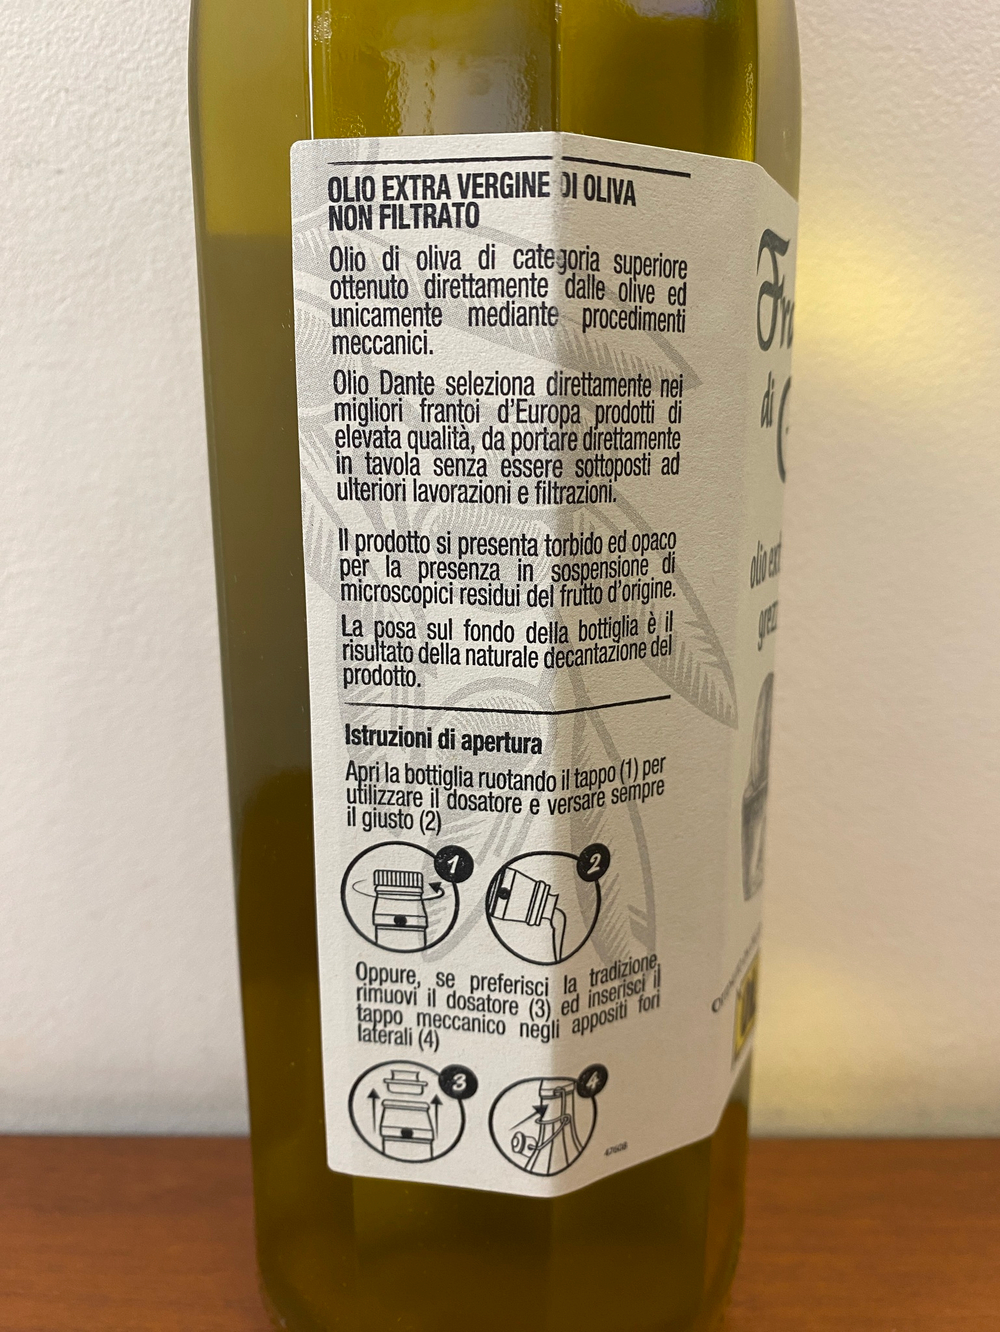 OLIO EXTRA VERGINE DI OLIVA
NON FILTRATO
Olio di oliva di categoria superiore
ottenuto direttamente dalle olive ed
unicamente mediante procedimenti
meccanici.
Olio Dante seleziona direttamente nei
migliori frantoi d'Europa prodotti di
elevata qualità, da portare direttamente
in tavola senza essere sottoposti ad
ulteriori lavorazioni e filtrazioni.
Il prodotto si presenta torbido ed opaco
per la presenza in sospensione di
microscopici residui del frutto d'origine.
La posa sul fondo della bottiglia è il
risultato della naturale decantazione del
prodotto.
Istruzioni di apertura
Apri la bottiglia ruotando il tappo (1) per
utilizzare il dosatore e versare sempre
il giusto (2)
1
2
Oppure, se preferisci la tradizione,
rimuovi il dosatore (3) ed inserisci il
tappo meccanico negli appositi fori
laterali (4)
3
4
4760B
di
olio